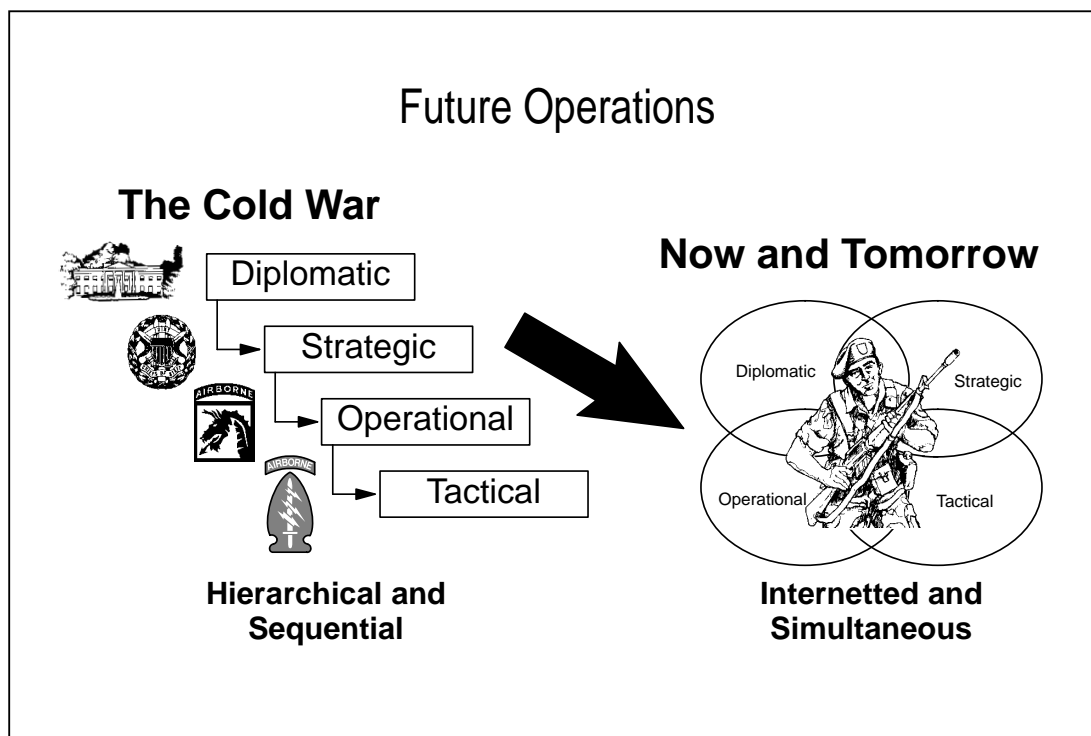 Future Operations
The Cold War
Diplomatic
Strategic
AIRBORNE
Operational
AIRBORNE
Tactical
Hierarchical and
Sequential
Now and Tomorrow
Diplomatic
Strategic
Operational
Tactical
Internetted and
Simultaneous